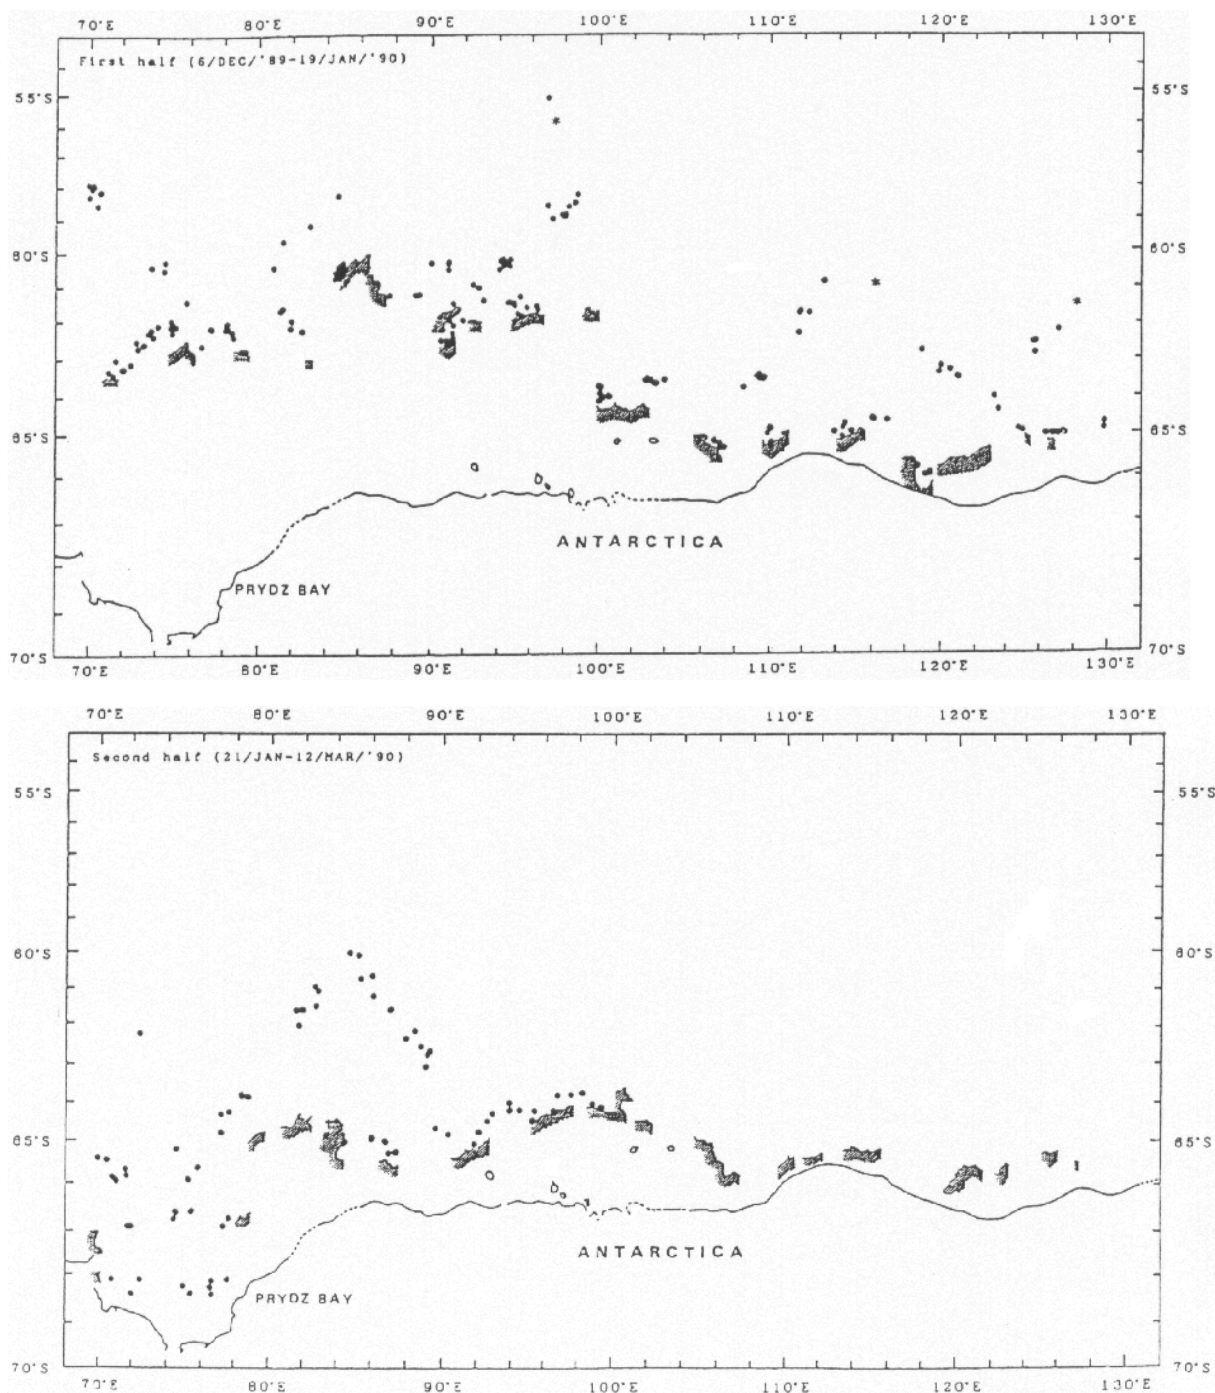 70°E 80°E 90°E 100°E 110°E 120°E 130°E
First half (6/DEC/'89-19/JAN/'90)
55°S 55°S
60°S 60°S
65°S 65°S
ANTARCTICA
PRYDZ BAY
70°S 70°S
70°E 80°E 90°E 100°E 110°E 120°E 130°E
70°E 80°E 90°E 100°E 110°E 120°E 130°E
Second half (21/JAN-12/MAR/'90)
55°S 55°S
60°S 60°S
65°S 65°S
ANTARCTICA
PRYDZ BAY
70°S 70°S
70°E 80°E 90°E 100°E 110°E 120°E 130°E